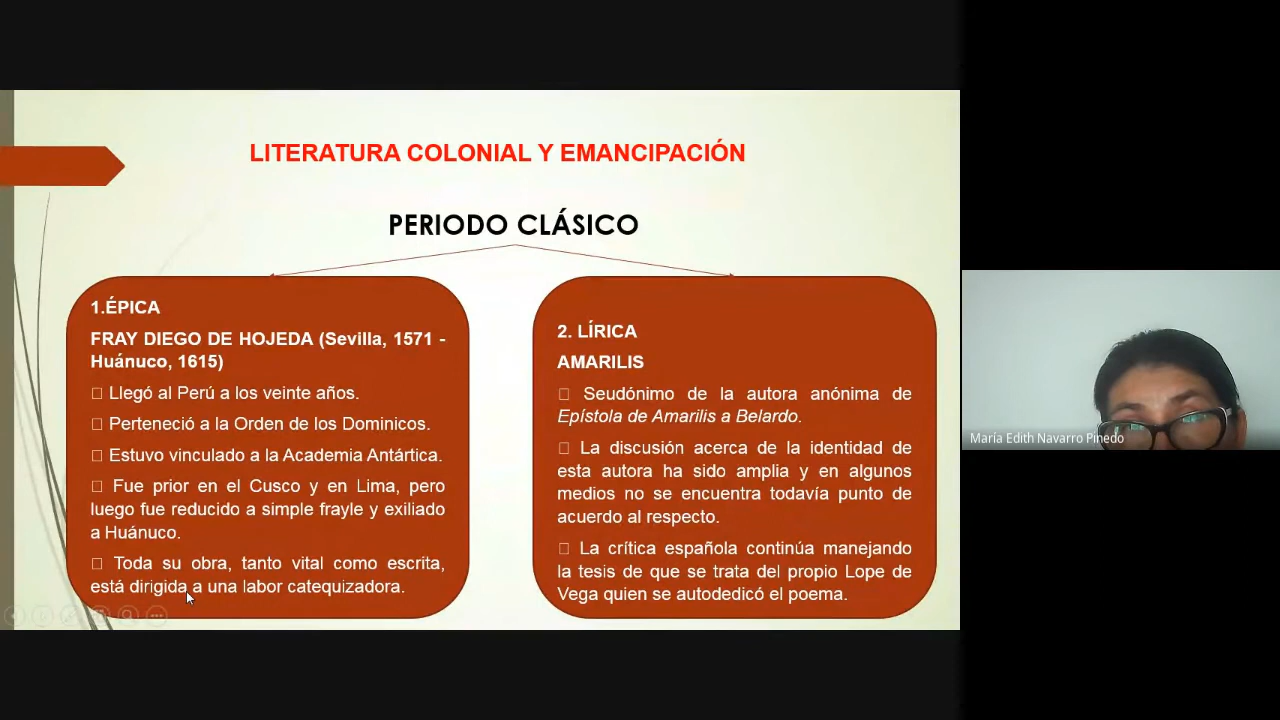 LITERATURA COLONIAL Y EMANCIPACIÓN
PERIODO CLÁSICO
1.ÉPICA
FRAY DIEGO DE HOJEDA (Sevilla, 1571 -
Huánuco, 1615)
□ Llegó al Perú a los veinte años.
□ Perteneció a la Orden de los Dominicos.
□ Estuvo vinculado a la Academia Antártica.
□ Fue prior en el Cusco y en Lima, pero
luego fue reducido a simple frayle y exiliado
a Huánuco.
□ Toda su obra, tanto vital como escrita,
está dirigida a una labor catequizadora.
2. LÍRICA
AMARILIS
□ Seudónimo de la autora anónima de
Epístola de Amarilis a Belardo.
□ La discusión acerca de la identidad de
esta autora ha sido amplia y en algunos
medios no se encuentra todavía punto de
acuerdo al respecto.
□ La crítica española continúa manejando
la tesis de que se trata del propio Lope de
Vega quien se autodedicó el poema.
María Edith Navarro Pinedo